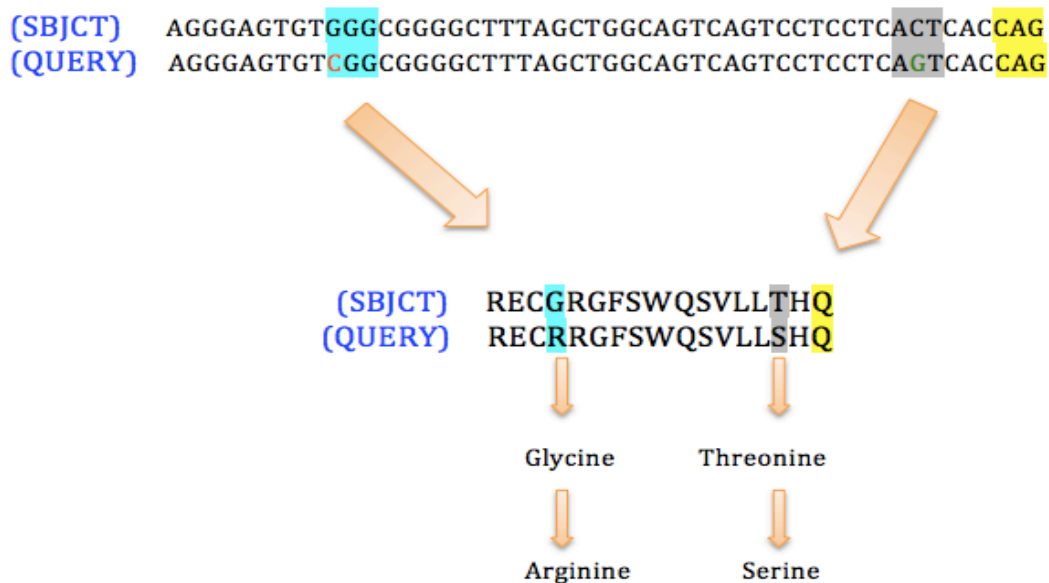 (SBJCT) AGGGAGTGTGGGCGGGGCTTTAGCTGGCAGTCAGTCCTCCTCACTCACCAG
(QUERY) AGGGAGTGTCGGCGGGGCTTTAGCTGGCAGTCAGTCCTCCTCAGTCACCAG
(SBJCT) RECGRGFSWQSVLLTHQ
(QUERY) RECRRGFSWQSVLLSHQ
Glycine Threonine
Arginine Serine